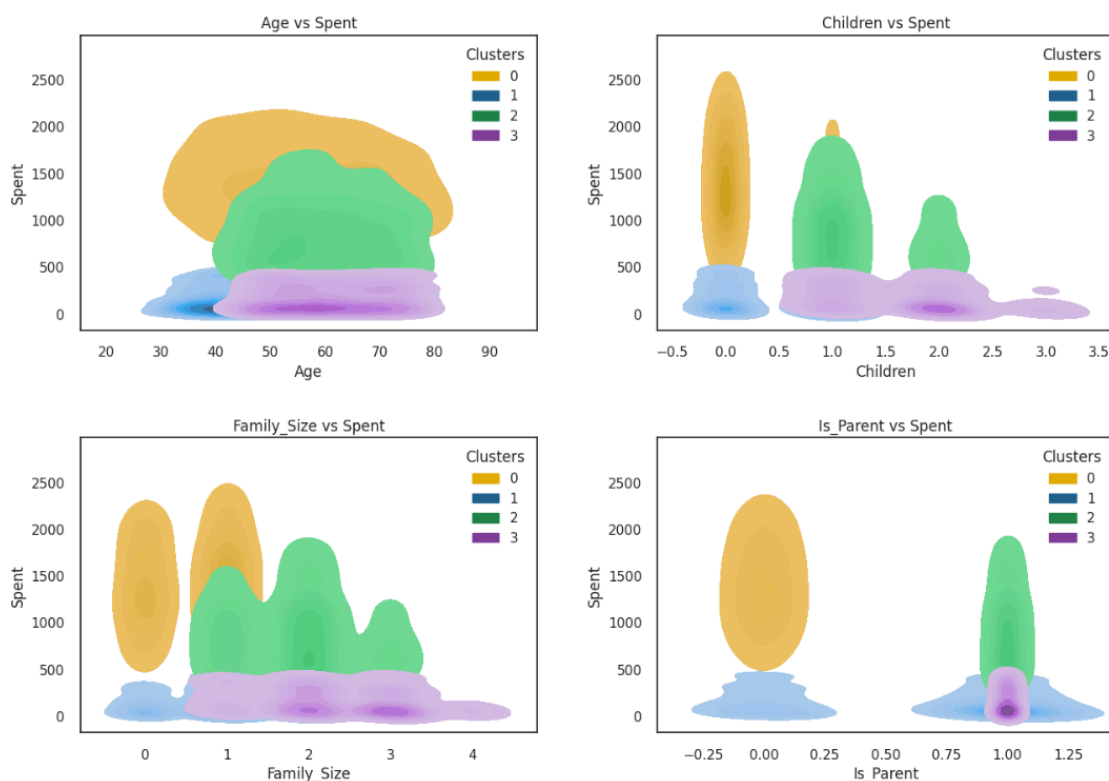 Age vs Spent
Clusters
0
1
2
3
2500
2000
1500
1000
500
0
Spent
20 30 40 50 60 70 80 90
Age
Children vs Spent
Clusters
0
1
2
3
2500
2000
1500
1000
500
0
Spent
−0.5 0.0 0.5 1.0 1.5 2.0 2.5 3.0 3.5
Children
Family_Size vs Spent
Clusters
0
1
2
3
2500
2000
1500
1000
500
0
Spent
0 1 2 3 4
Family_Size
Is_Parent vs Spent
Clusters
0
1
2
3
2500
2000
1500
1000
500
0
Spent
−0.25 0.00 0.25 0.50 0.75 1.00 1.25
Is_Parent